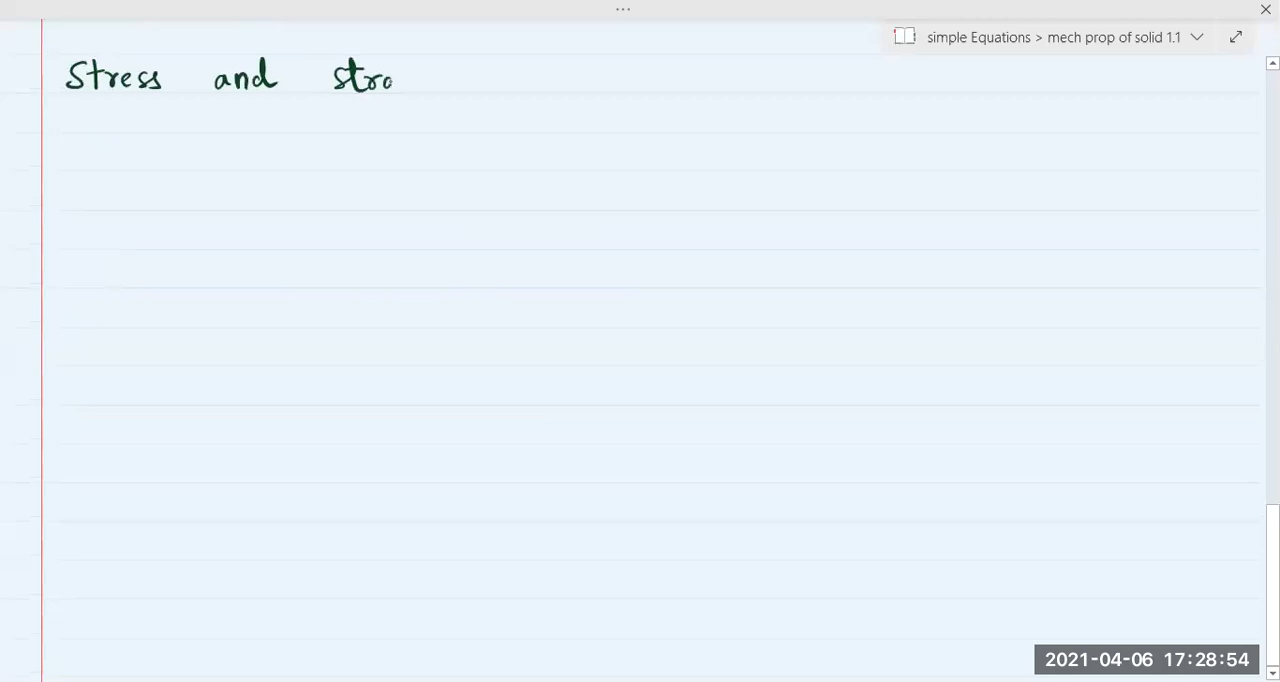 ...
simple Equations > mech prop of solid 1.1
Stress and stra
2021-04-06 17:28:54